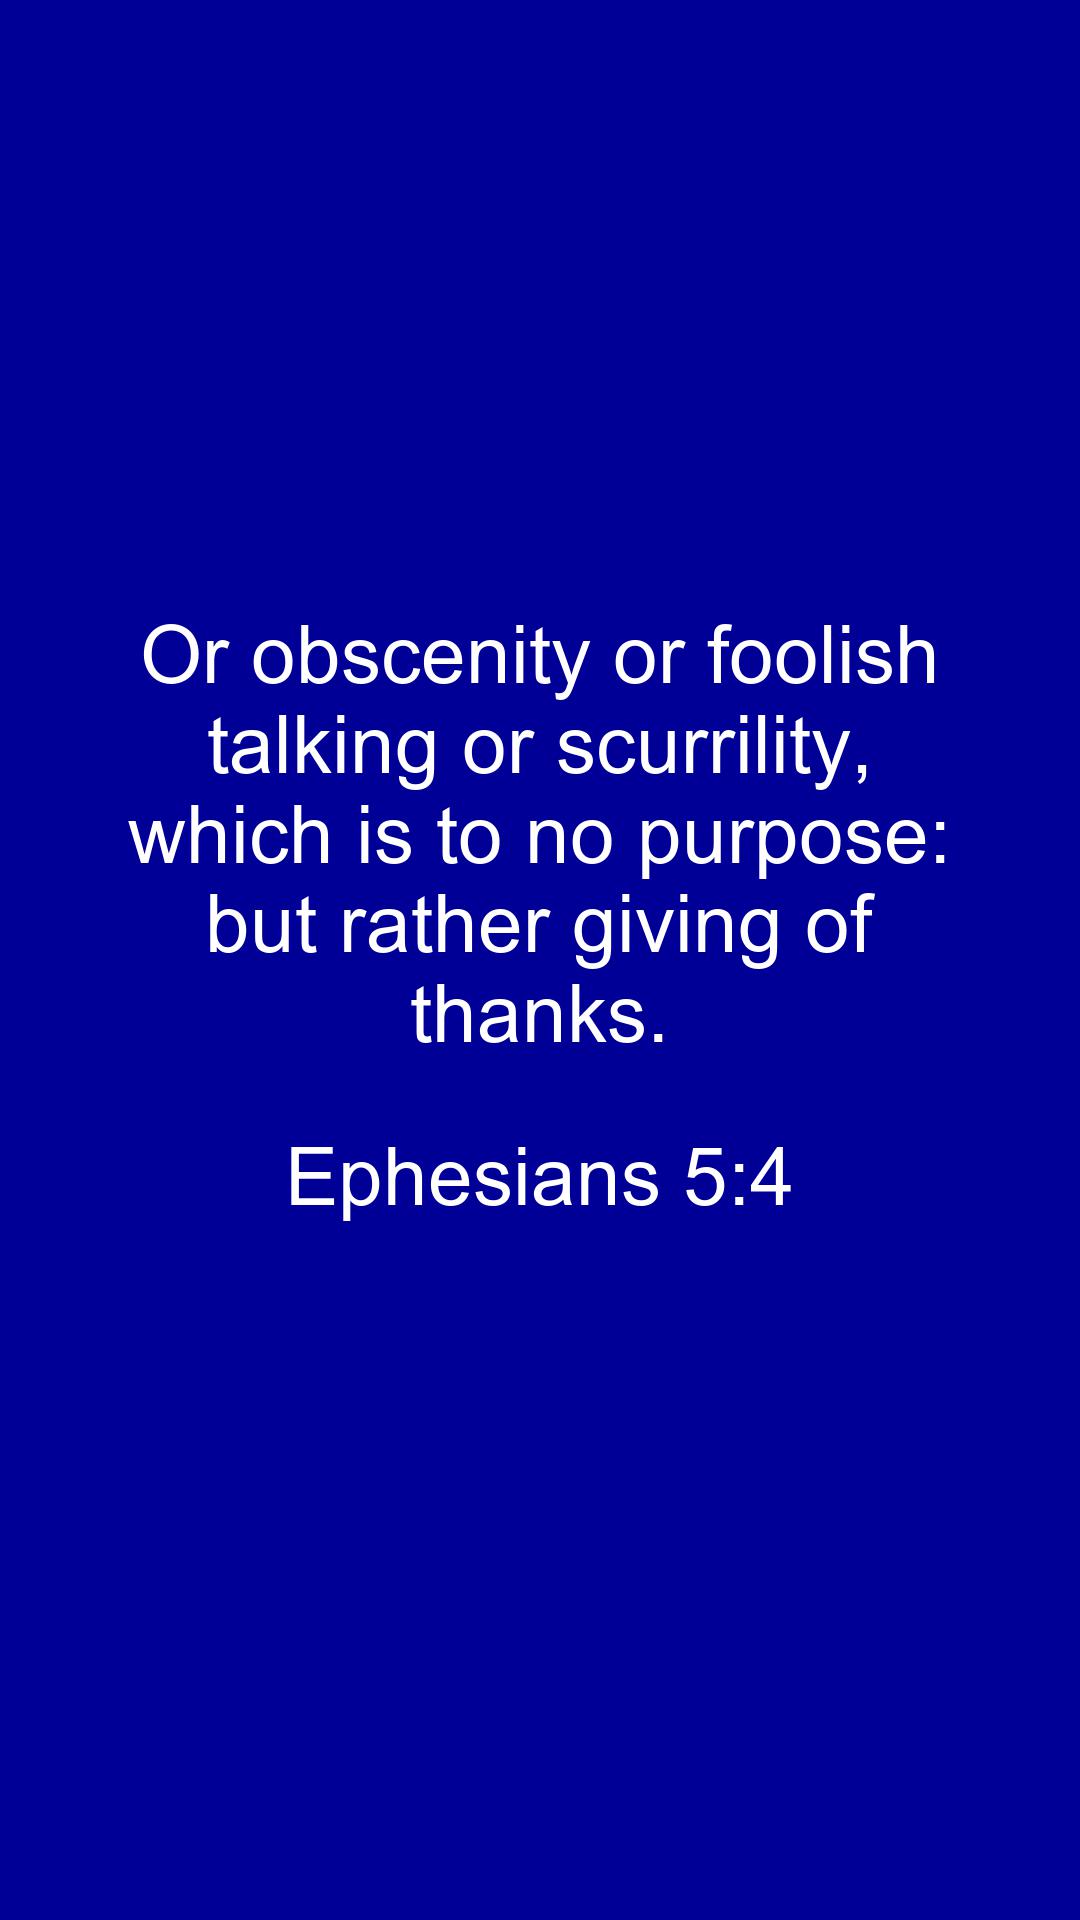 Or obscenity or foolish
talking or scurrility,
which is to no purpose:
but rather giving of
thanks.
Ephesians 5:4